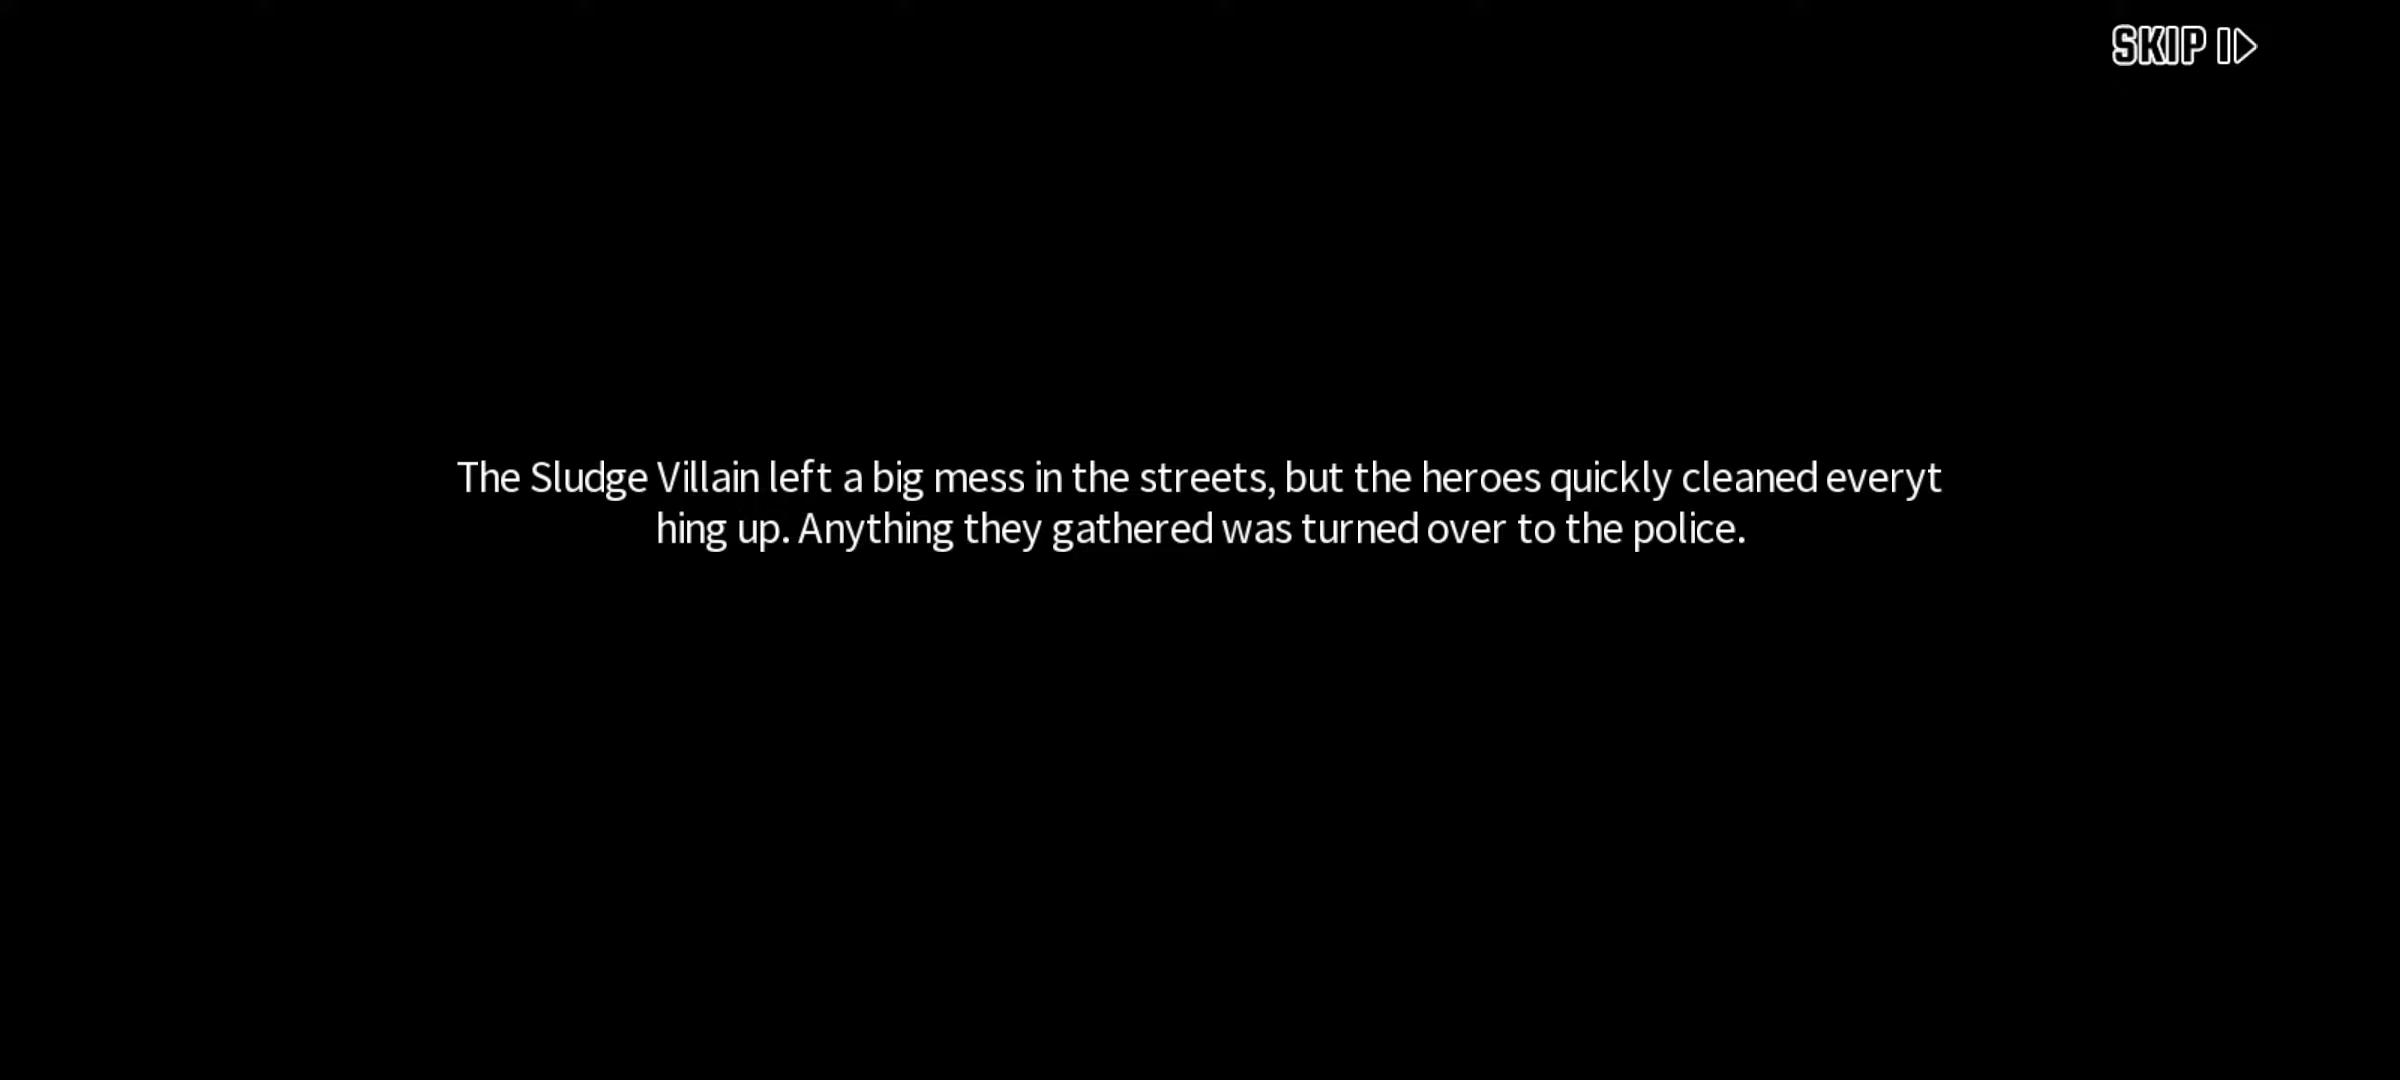 SKIP
The Sludge Villain left a big mess in the streets, but the heroes quickly cleaned everyt
hing up. Anything they gathered was turned over to the police.